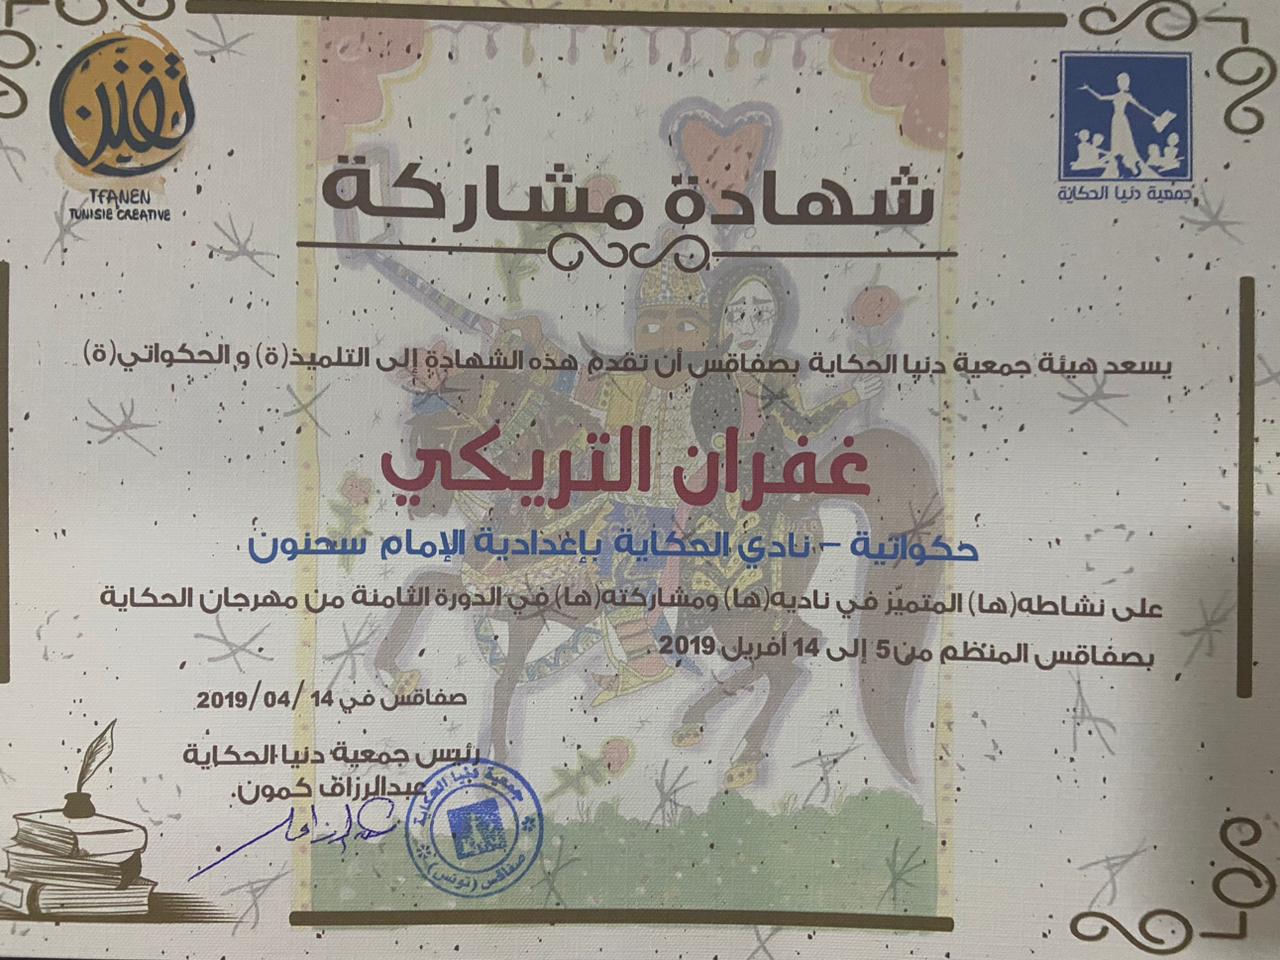 تفنين
TFANEN
TUNISIE CREATIVE
جمعية دنيا الحكاية
شهادة مشاركة
يسعد هيئة جمعية دنيا الحكاية بصفاقس أن تقدم هذه الشهادة إلى التلميذ(ة) و الحكواتي(ة)
غفران التريكي
حكواتية - نادي الحكاية بإعدادية الإمام سحنون
على نشاطه(ها) المتميّز في ناديه(ها) ومشاركته(ها) في الدورة الثامنة من مهرجان الحكاية
بصفاقس المنظم من 5 إلى 14 أفريل 2019
صفاقس في 14 /04/ 2019
رئيس جمعية دنيا الحكاية
عبدالرزاق كمون.
جمعية دنيا الحكاية
صفاقس (تونس)